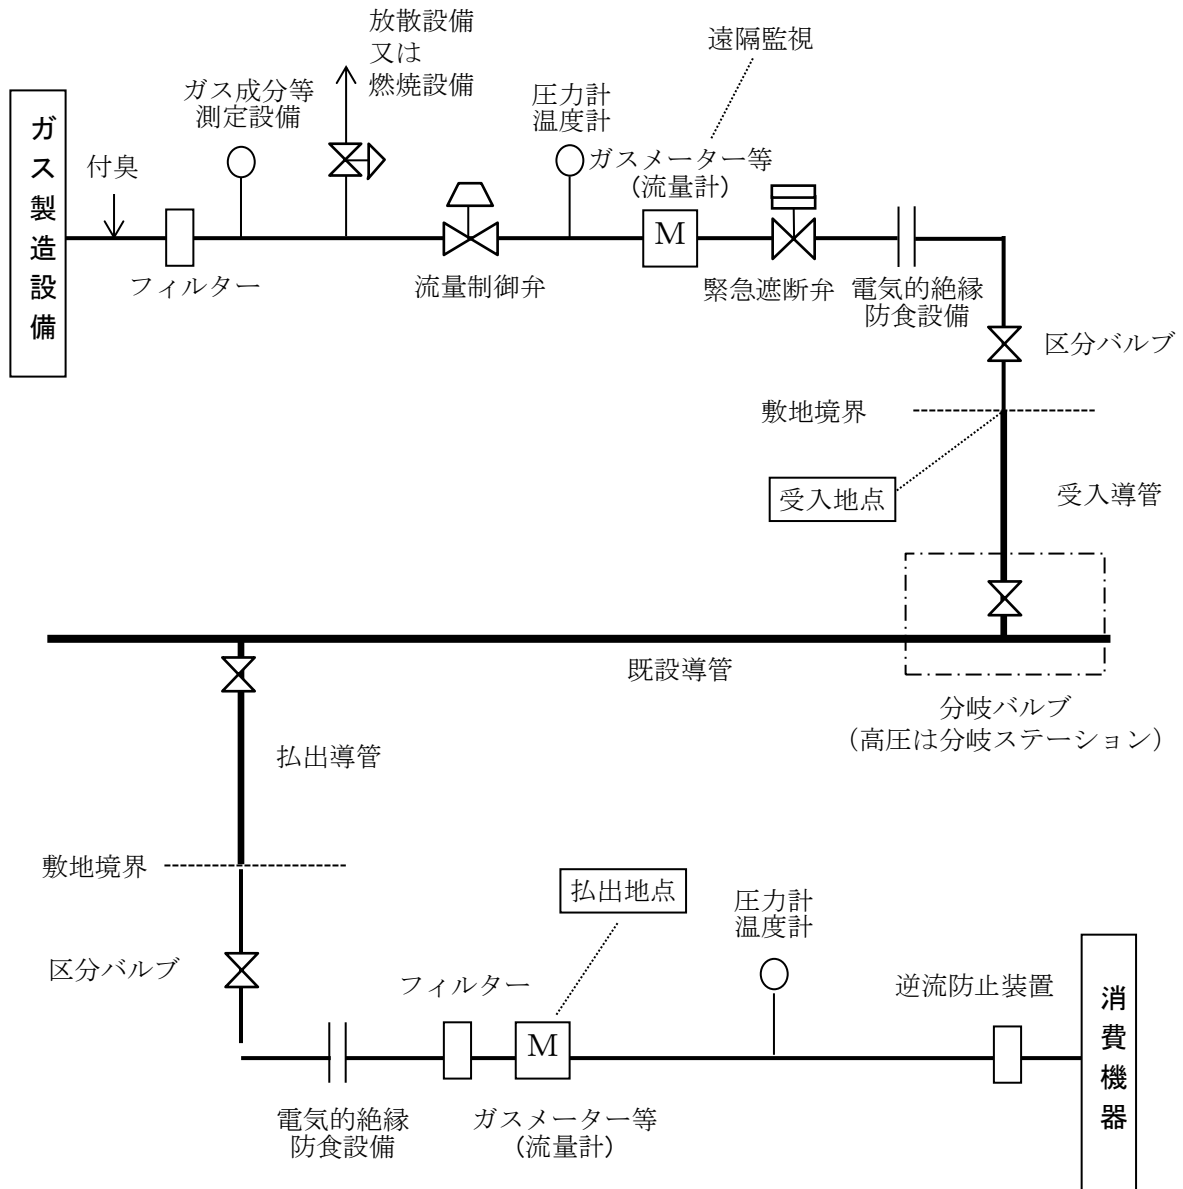 放散設備
又は
燃焼設備
遠隔監視
ガス成分等
測定設備
圧力計
温度計
ガス製造設備
付臭
ガスメーター等
（流量計）
M
フィルター
流量制御弁
緊急遮断弁
電気的絶縁
防食設備
区分バルブ
敷地境界
受入地点
受入導管
既設導管
分岐バルブ
（高圧は分岐ステーション）
払出導管
敷地境界
払出地点
圧力計
温度計
区分バルブ
フィルター
逆流防止装置
消費機器
M
電気的絶縁
防食設備
ガスメーター等
（流量計）